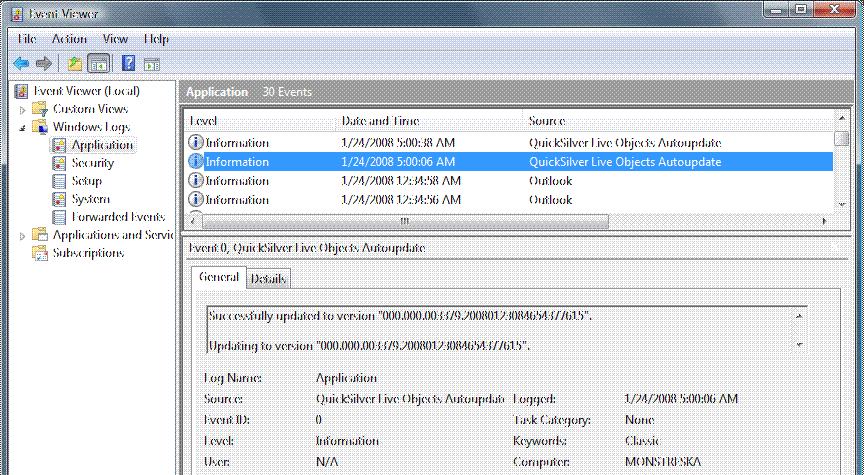 Event Viewer
File Action View Help
Event Viewer (Local)
Custom Views
Windows Logs
Application
Security
Setup
System
Forwarded Events
Applications and Servic
Subscriptions
Application 30 Events
Level Date and Time Source
Information 1/24/2008 5:00:38 AM QuickSilver Live Objects Autoupdate
Information 1/24/2008 5:00:06 AM QuickSilver Live Objects Autoupdate
Information 1/24/2008 12:34:58 AM Outlook
Information 1/24/2008 12:34:56 AM Outlook
Event 0, QuickSilver Live Objects Autoupdate
General Details
Successfully updated to version "000.000.003379.20080123084654377615".
Updating to version "000.000.003379.20080123084654377615".
Log Name: Application
Source: QuickSilver Live Objects Autoupdate Logged: 1/24/2008 5:00:06 AM
Event ID: 0 Task Category: None
Level: Information Keywords: Classic
User: N/A Computer: MONSTRESKA